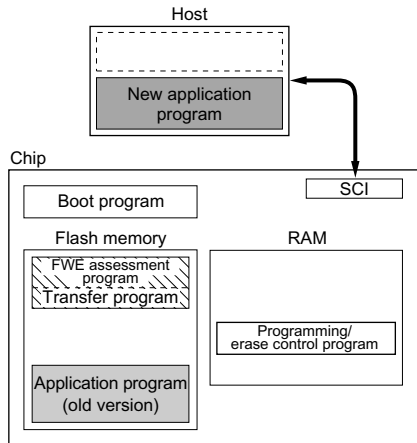 Host
New application
program
Chip
SCI
Boot program
Flash memory
RAM
FWE assessment
program
Transfer program
Programming/
erase control program
Application program
(old version)